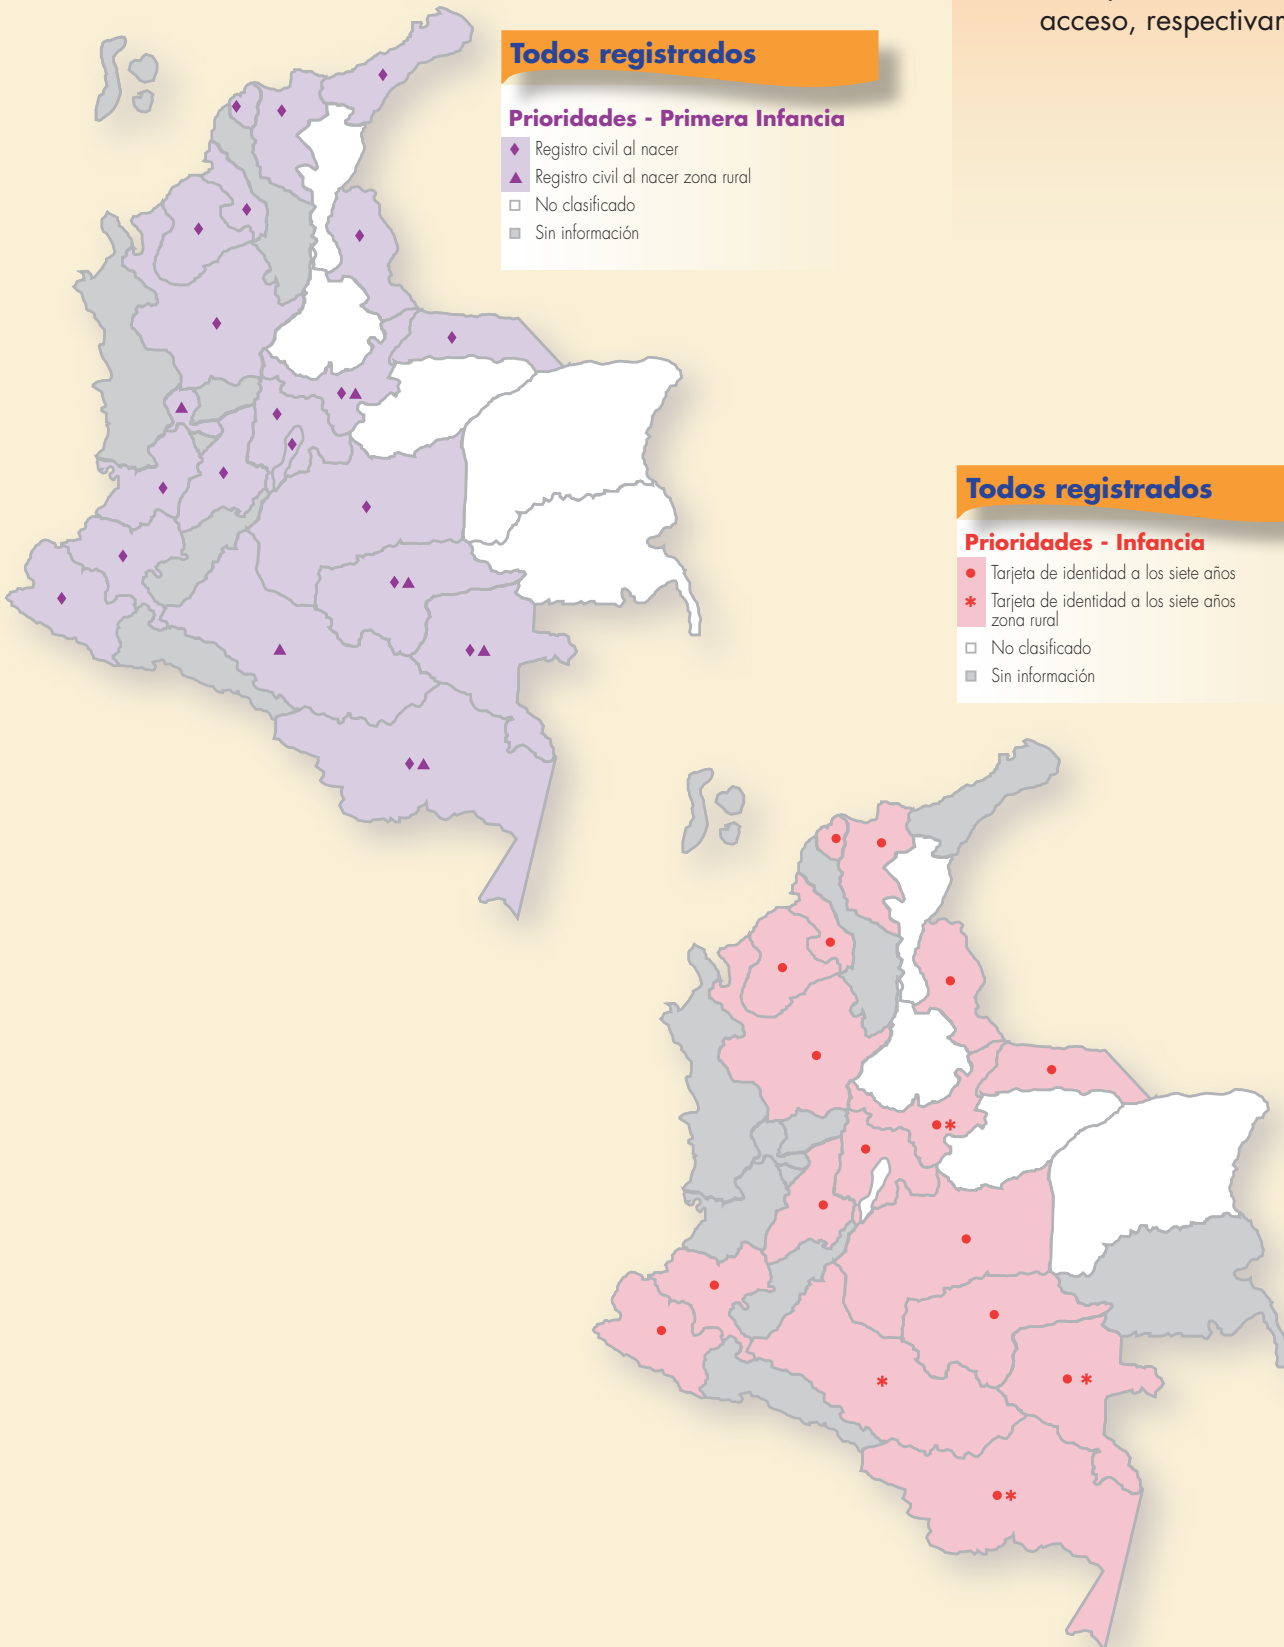 acceso, respectivam
Todos registrados
Prioridades - Primera Infancia
Registro civil al nacer
Registro civil al nacer zona rural
No clasificado
Sin información
Todos registrados
Prioridades - Infancia
Tarjeta de identidad a los siete años
Tarjeta de identidad a los siete años
zona rural
No clasificado
Sin información